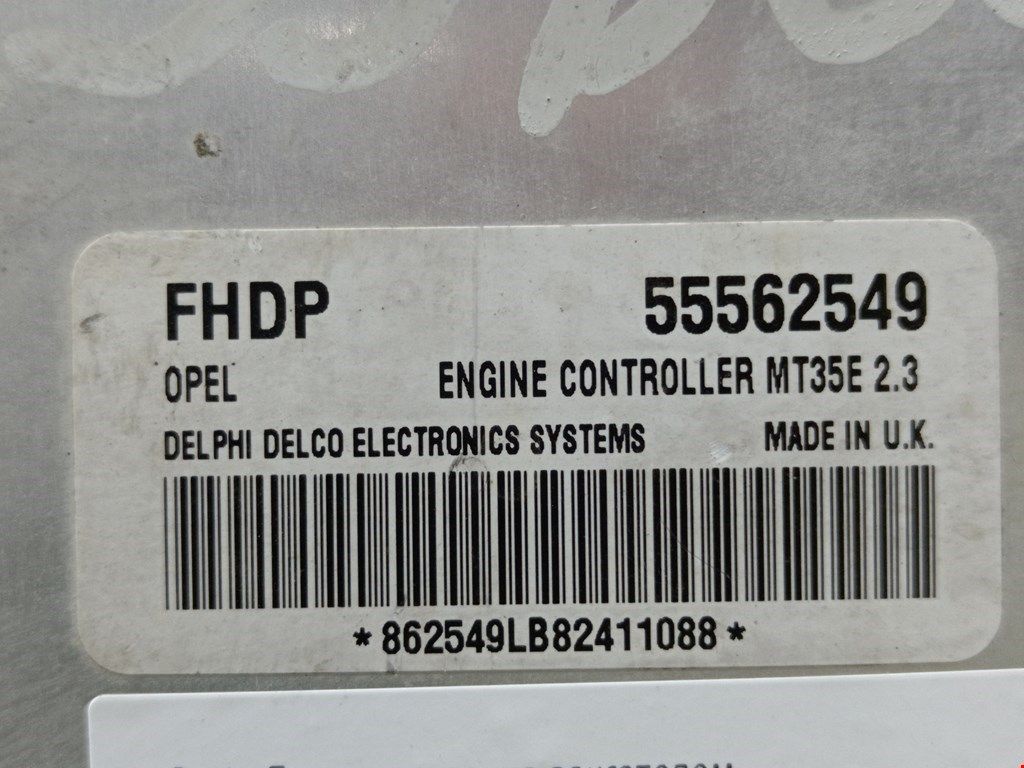 FHDP 55562549
OPEL ENGINE CONTROLLER MT35E 2.3
DELPHI DELCO ELECTRONICS SYSTEMS MADE IN U.K.
*862549LB82411088*